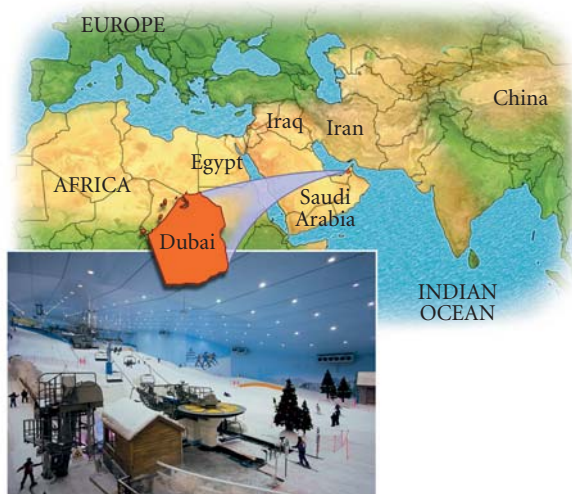 EUROPE
China
Iraq
Iran
Egypt
AFRICA
Saudi
Arabia
Dubai
INDIAN
OCEAN